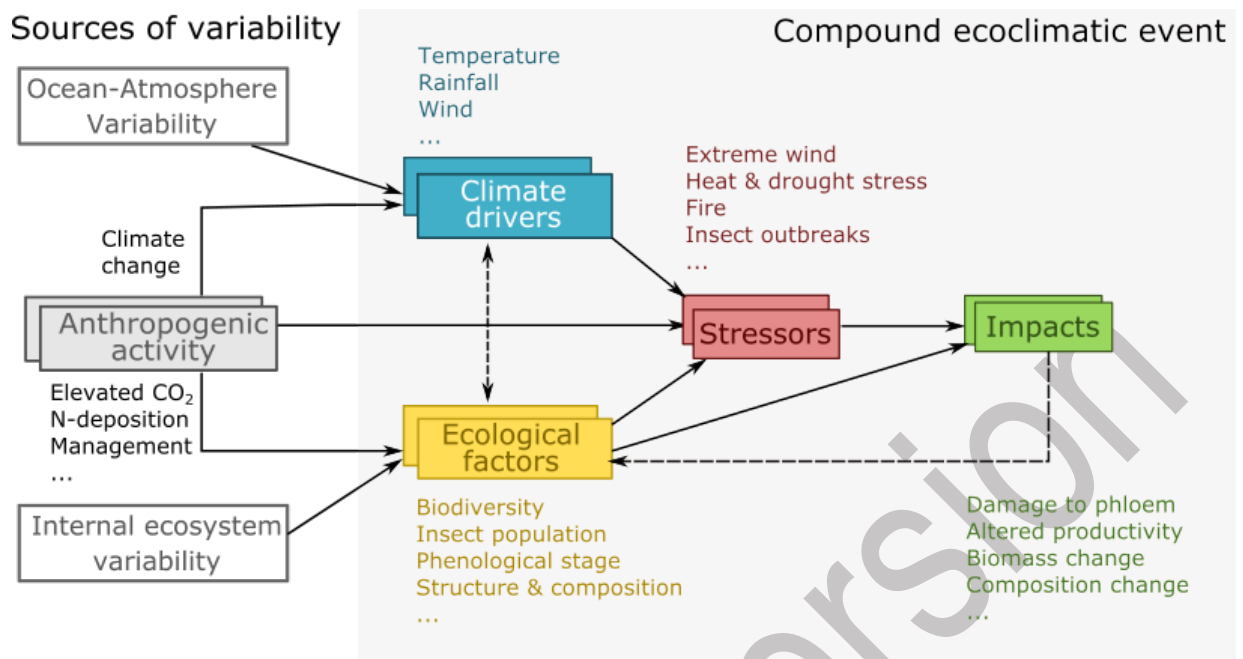 Sources of variability
Compound ecoclimatic event
Ocean-Atmosphere
Variability
Temperature
Rainfall
Wind
...
Climate
drivers
Extreme wind
Heat & drought stress
Fire
Insect outbreaks
...
Climate
change
Anthropogenic
activity
Stressors
Impacts
Elevated CO₂
N-deposition
Management
...
Ecological
factors
Internal ecosystem
variability
Biodiversity
Insect population
Phenological stage
Structure & composition
...
Damage to phloem
Altered productivity
Biomass change
Composition change
...
ersion